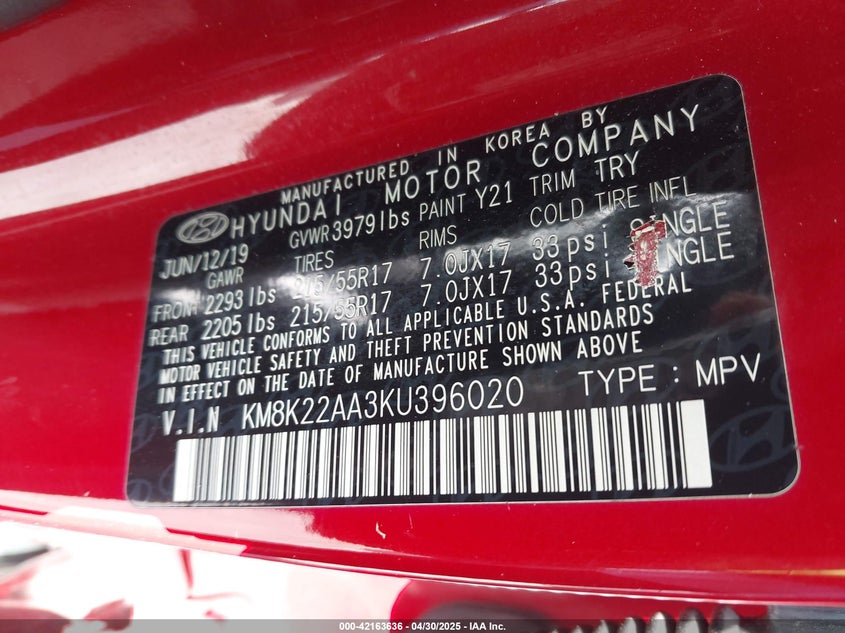 MANUFACTURED IN KOREA BY
HYUNDAI MOTOR COMPANY
JUN/12/19 GVWR 3979 lbs PAINT Y21 TRIM TRY
GAWR TIRES RIMS COLD TIRE INFL
FRONT 2293 lbs 215/55R17 7.0JX17 33 psi SINGLE
REAR 2205 lbs 215/55R17 7.0JX17 33 psi SINGLE
THIS VEHICLE CONFORMS TO ALL APPLICABLE U.S.A. FEDERAL
MOTOR VEHICLE SAFETY AND THEFT PREVENTION STANDARDS
IN EFFECT ON THE DATE OF MANUFACTURE SHOWN ABOVE
V.I.N KM8K22AA3KU396020 TYPE : MPV
000-42163636 - 04/30/2025 - IAA Inc.